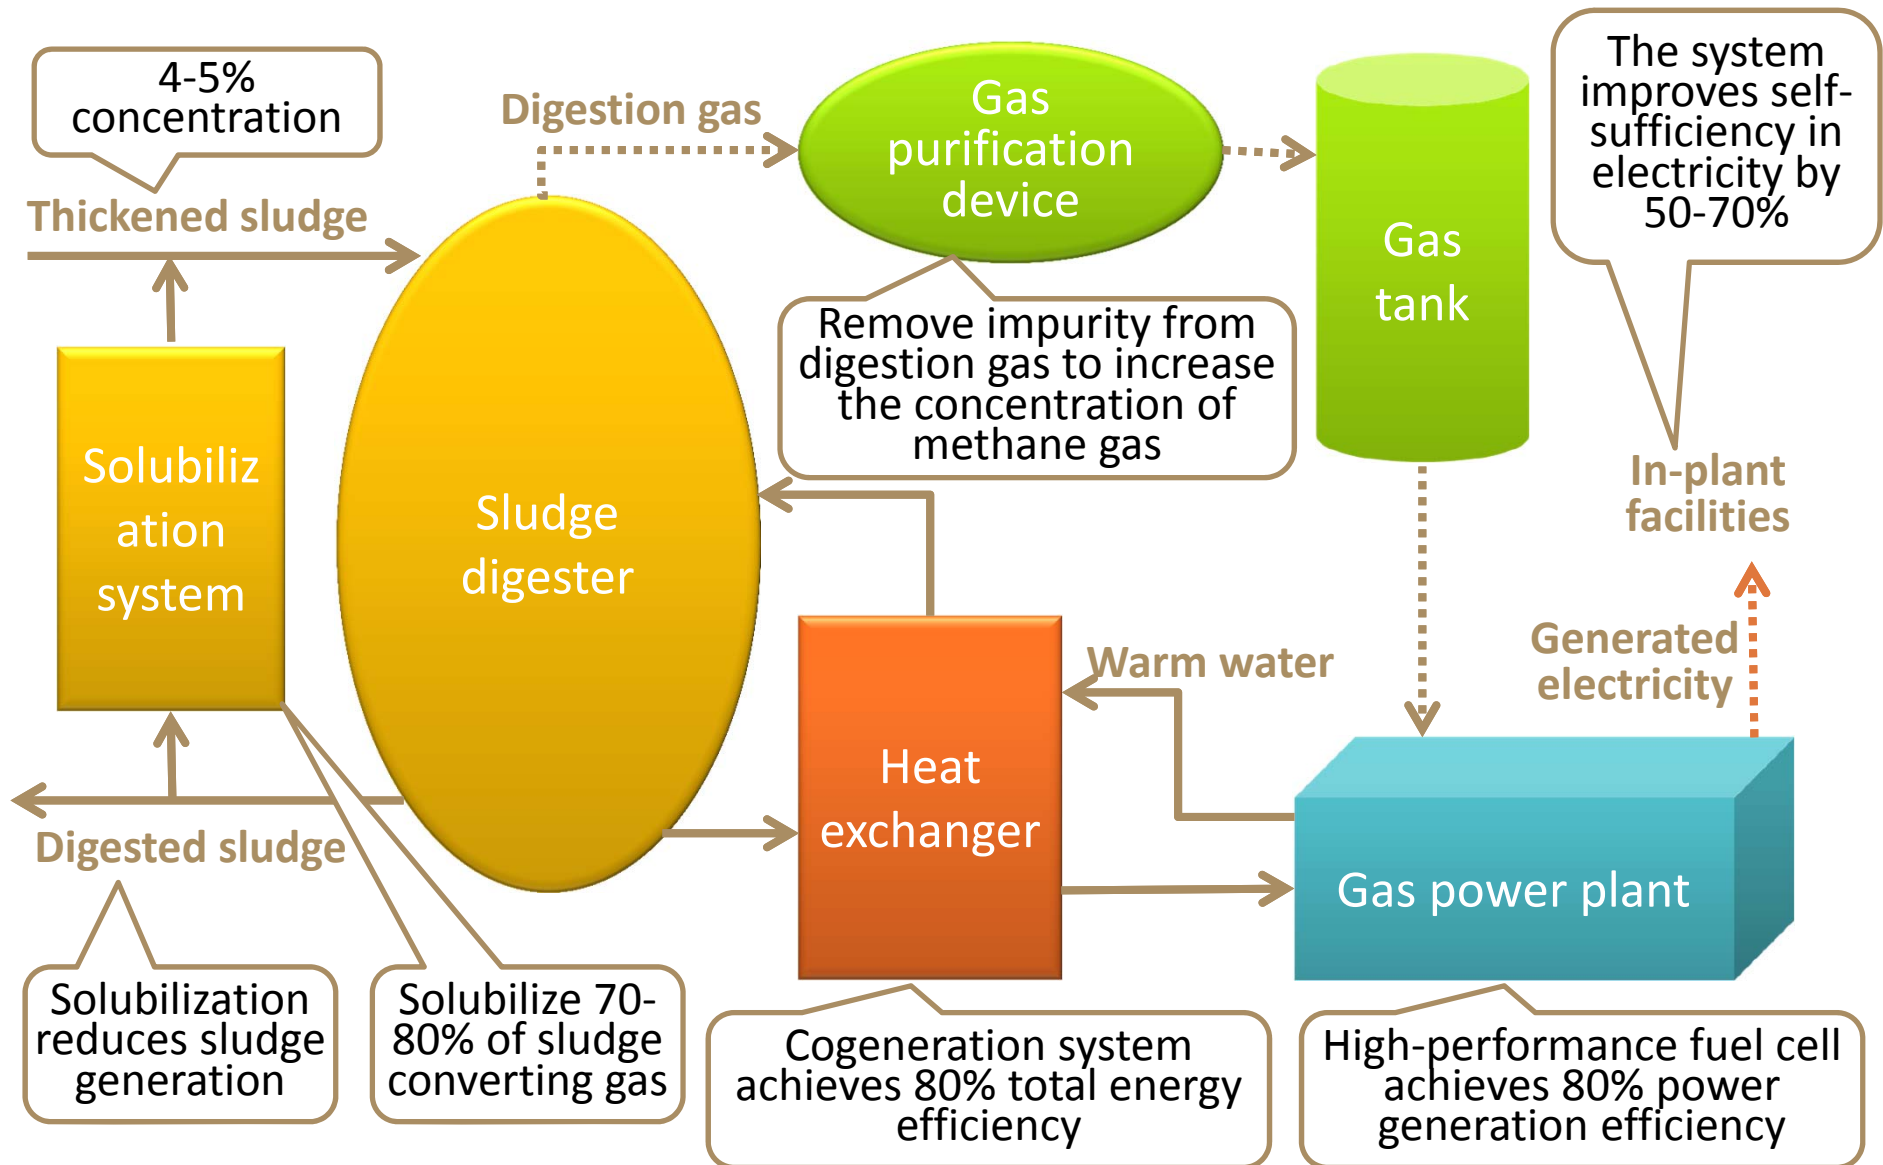 4-5%
concentration
Thickened sludge
Digestion gas
Gas
purification
device
The system
improves self-
sufficiency in
electricity by
50-70%
Gas
tank
Remove impurity from
digestion gas to increase
the concentration of
methane gas
Solubiliz
ation
system
Sludge
digester
In-plant
facilities
Generated
electricity
Warm water
Heat
exchanger
Gas power plant
Digested sludge
Solubilization
reduces sludge
generation
Solubilize 70-
80% of sludge
converting gas
Cogeneration system
achieves 80% total energy
efficiency
High-performance fuel cell
achieves 80% power
generation efficiency